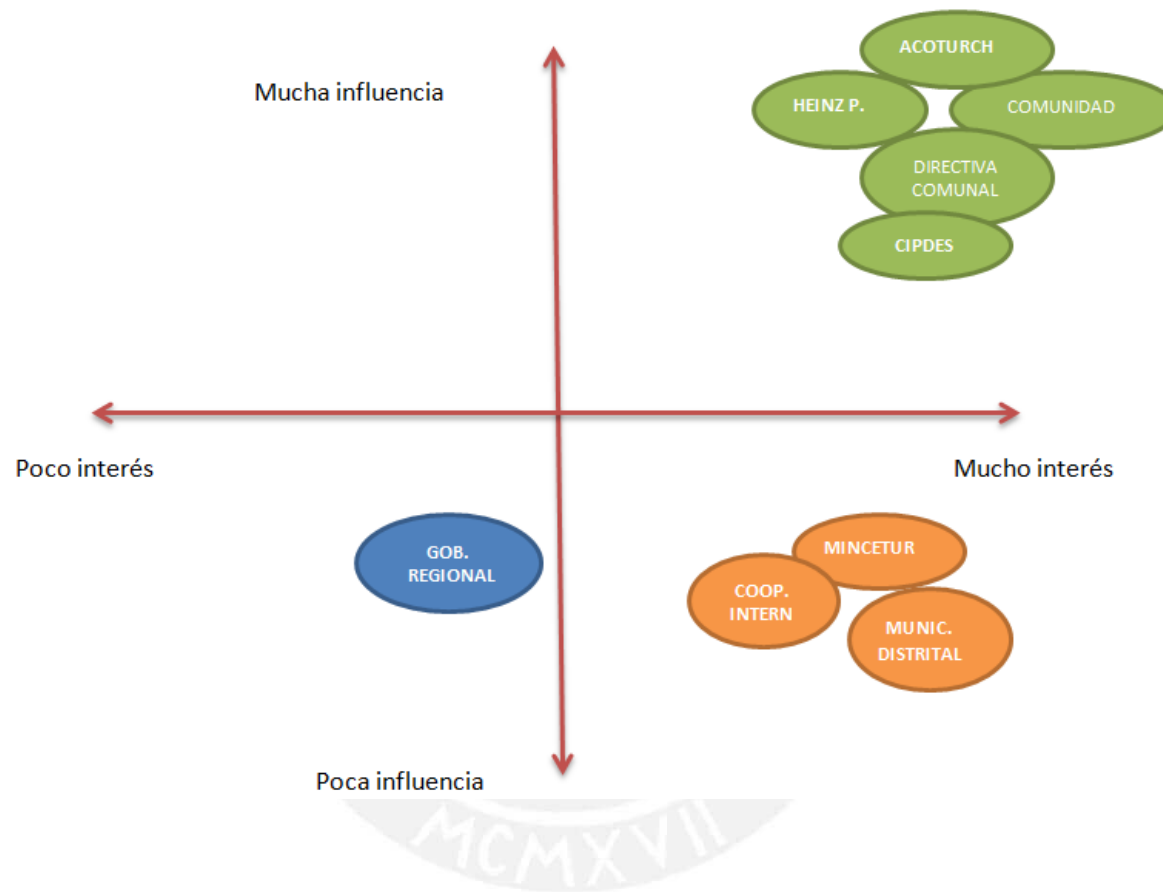 ACOTURCH
Mucha influencia
HEINZ P.
COMUNIDAD
DIRECTIVA
COMUNAL
CIPDES
Poco interés
Mucho interés
GOB.
REGIONAL
MINCETUR
COOP.
INTERN
MUNIC.
DISTRITAL
Poca influencia
MCMXVII